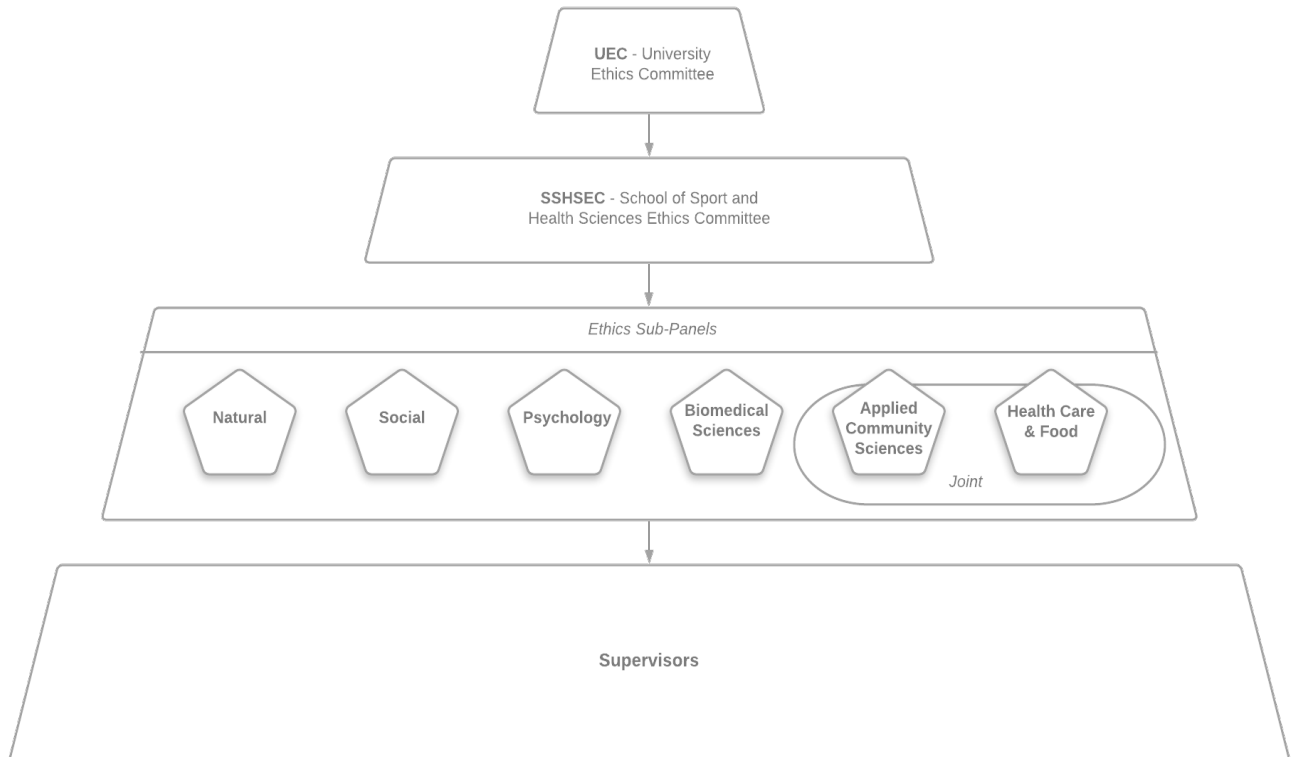 UEC - University
Ethics Committee
SSHSEC - School of Sport and
Health Sciences Ethics Committee
Ethics Sub-Panels
Natural
Social
Psychology
Biomedical
Sciences
Applied
Community
Sciences
Health Care
& Food
Joint
Supervisors